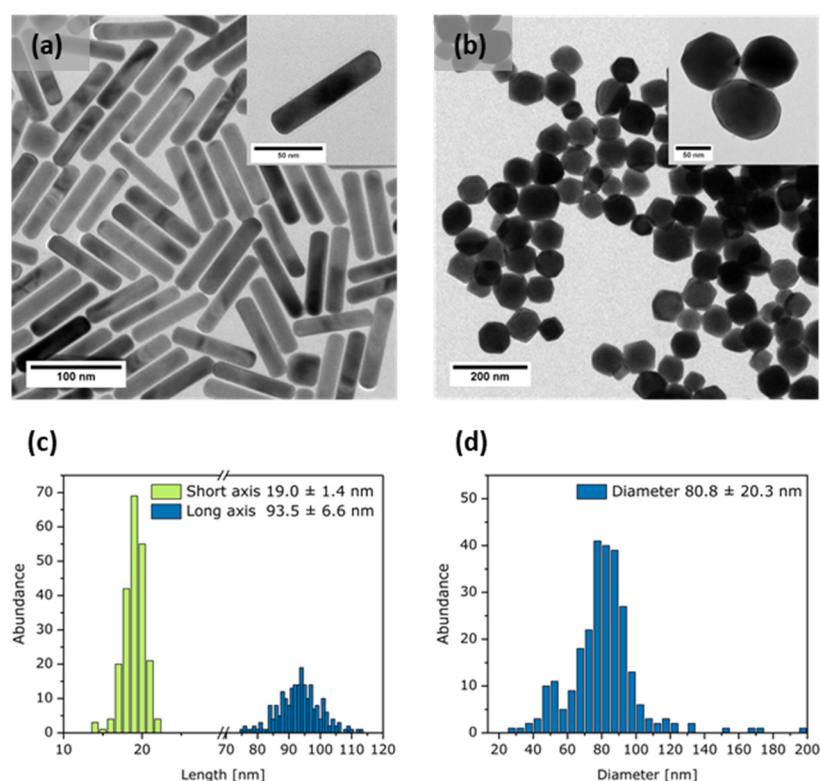 (a)
50 nm
100 nm
(b)
50 nm
200 nm
(c)
Short axis 19.0 ± 1.4 nm
Long axis 93.5 ± 6.6 nm
70
60
50
40
30
20
10
0
Abundance
10 20 70 80 90 100 110 120
Length [nm]
(d)
Diameter 80.8 ± 20.3 nm
50
40
30
20
10
0
Abundance
20 40 60 80 100 120 140 160 180 200
Diameter [nm]